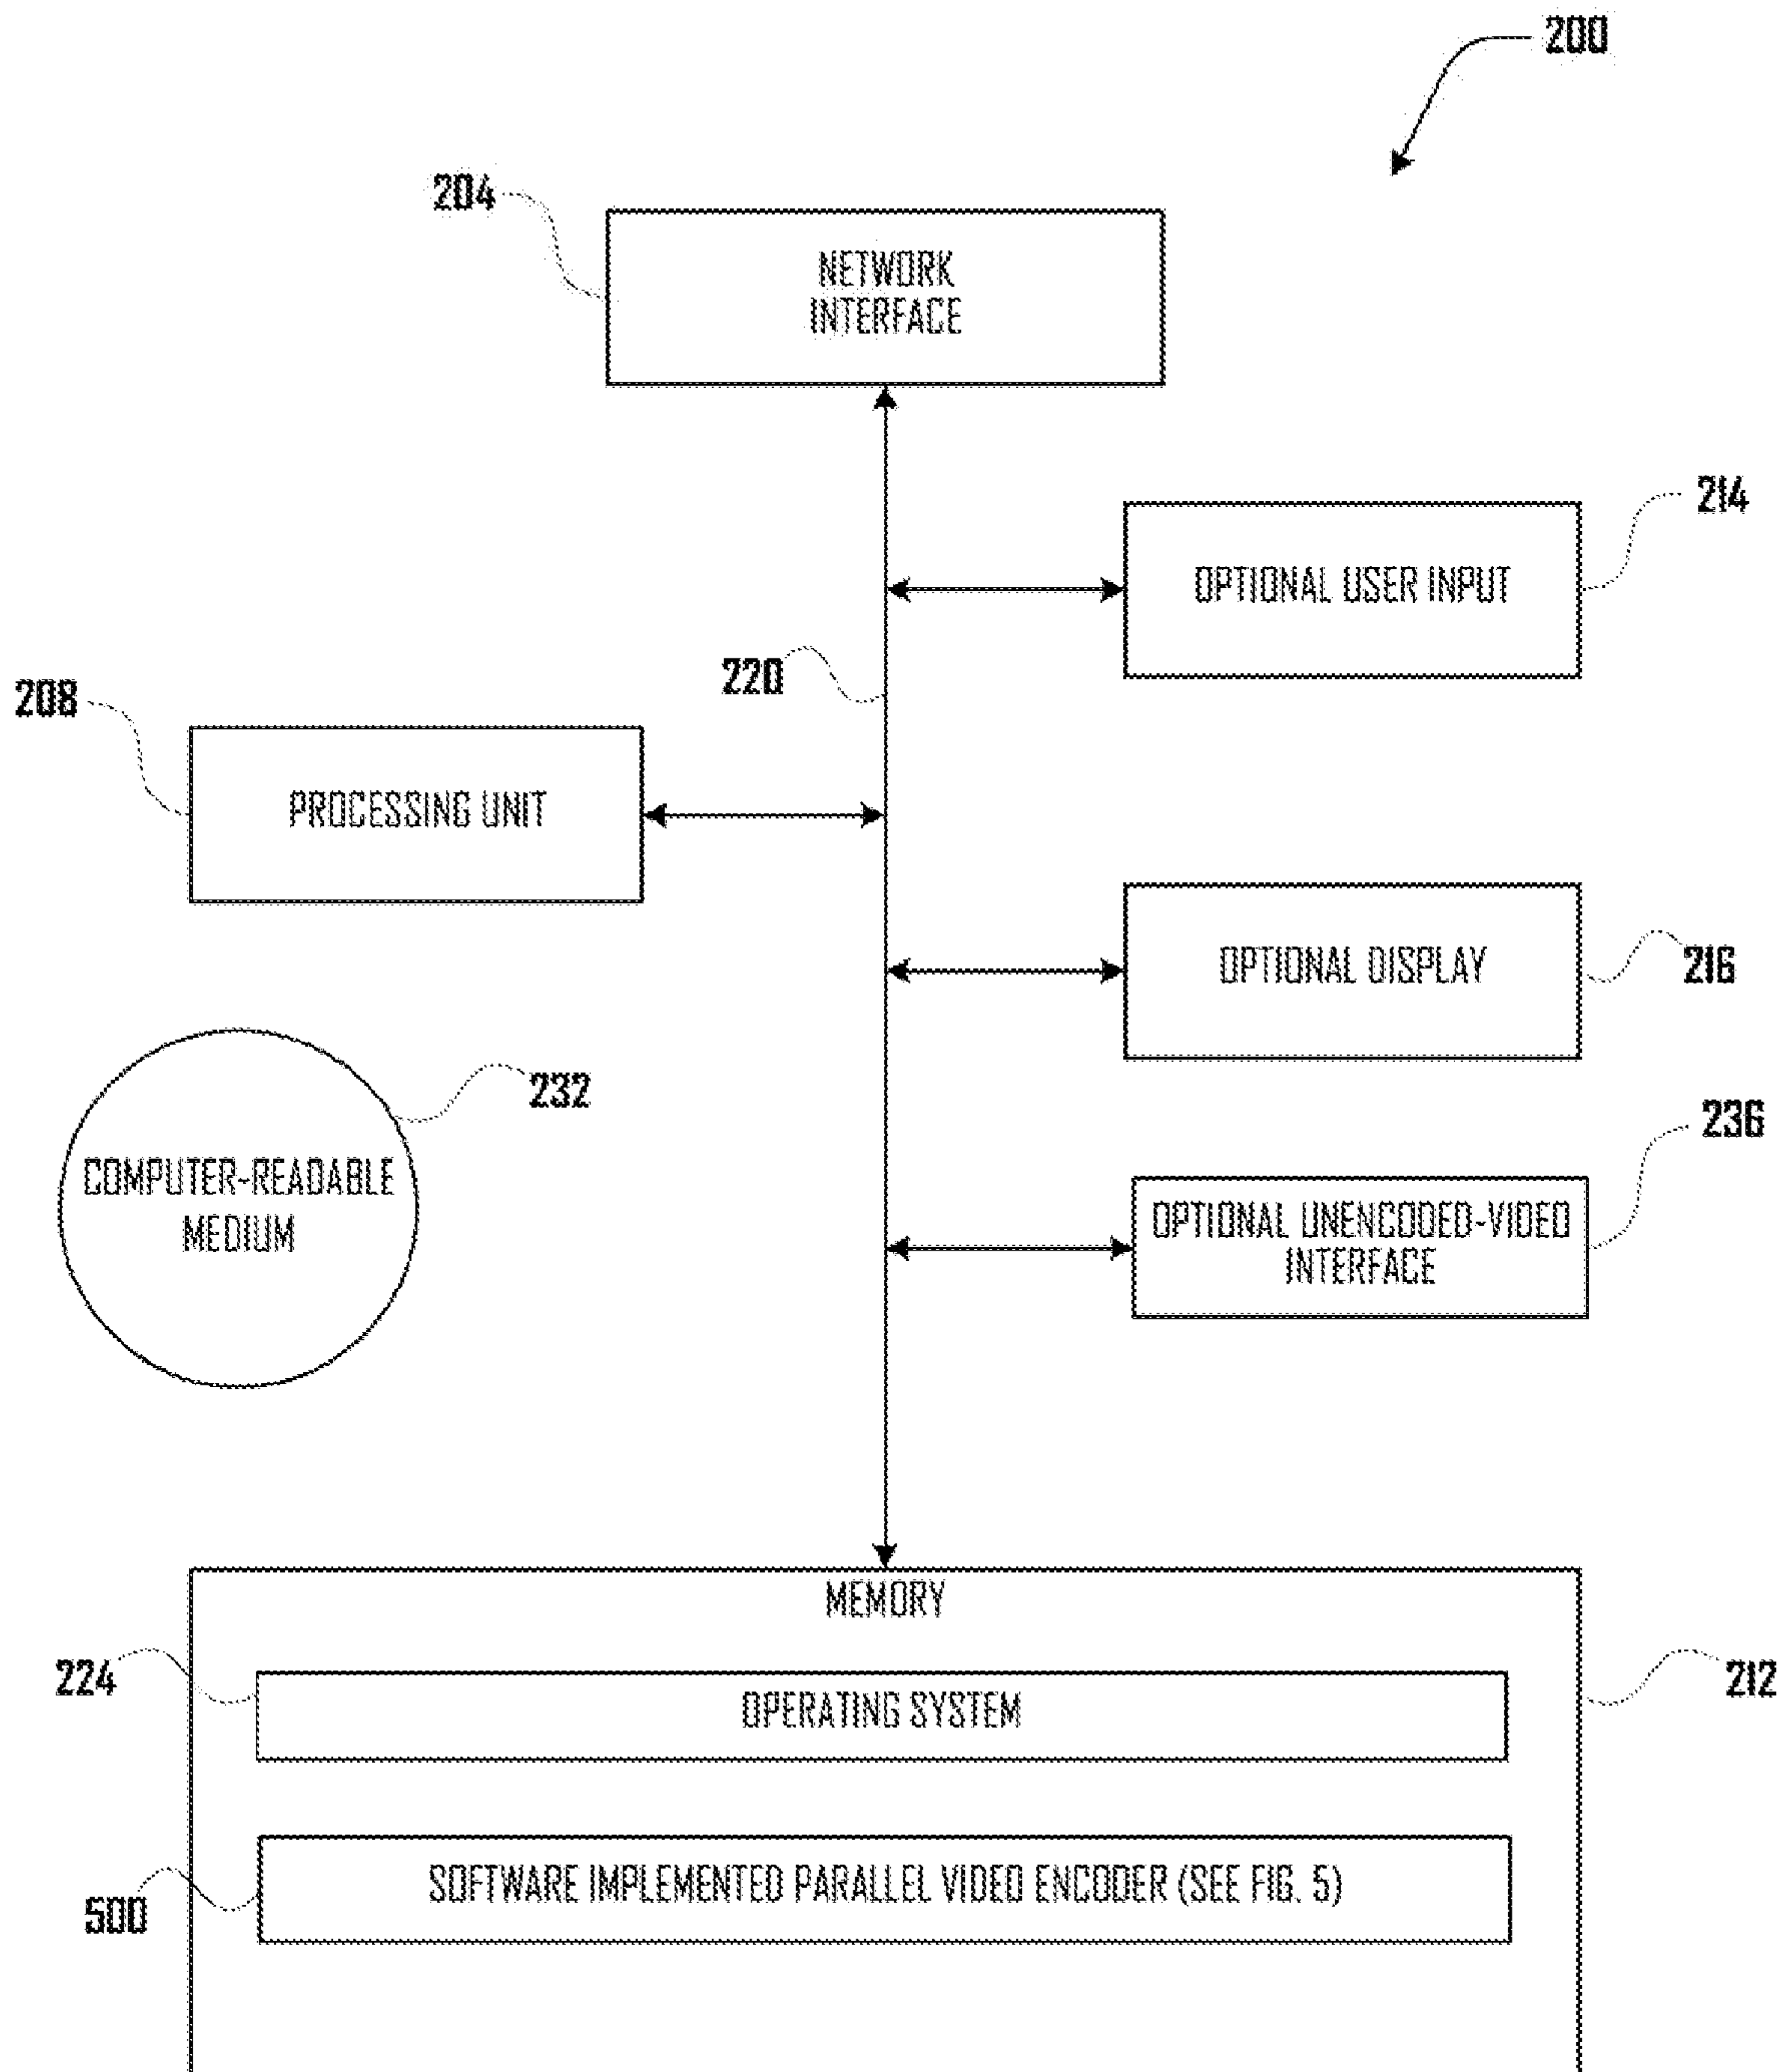 200
204
NETWORK
INTERFACE
214
OPTIONAL USER INPUT
220
208
PROCESSING UNIT
216
OPTIONAL DISPLAY
232
COMPUTER-READABLE
MEDIUM
236
OPTIONAL UNENCODED-VIDEO
INTERFACE
MEMORY
224
212
OPERATING SYSTEM
500
SOFTWARE IMPLEMENTED PARALLEL VIDEO ENCODER (SEE FIG. 5)